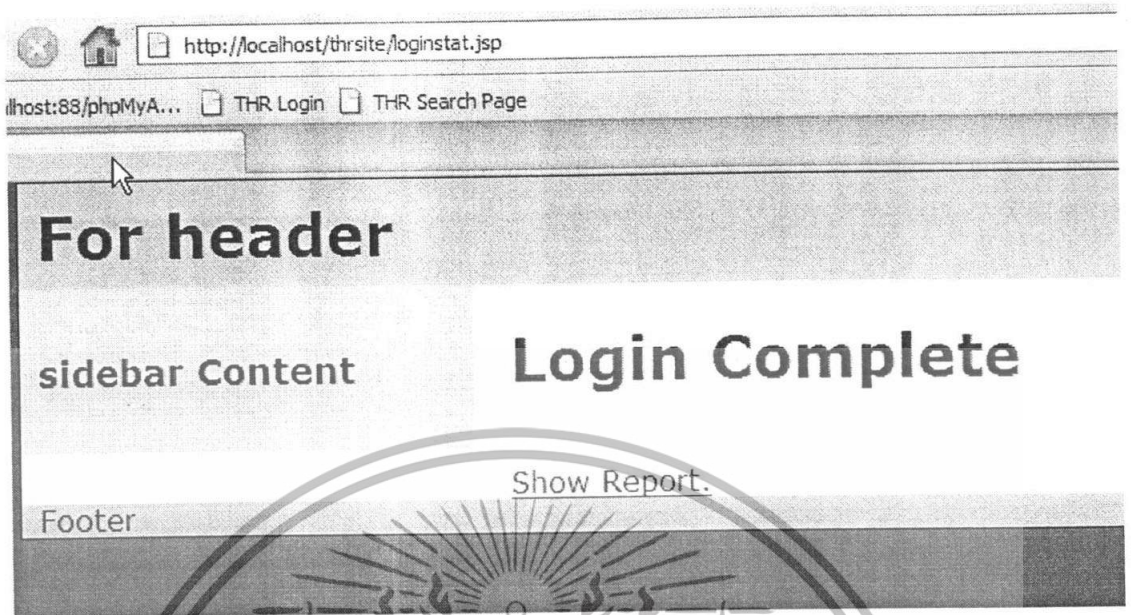 http://localhost/thrsite/loginstat.jsp
lhost:88/phpMyA... THR Login THR Search Page
For header
sidebar Content
Login Complete
Show Report.
Footer